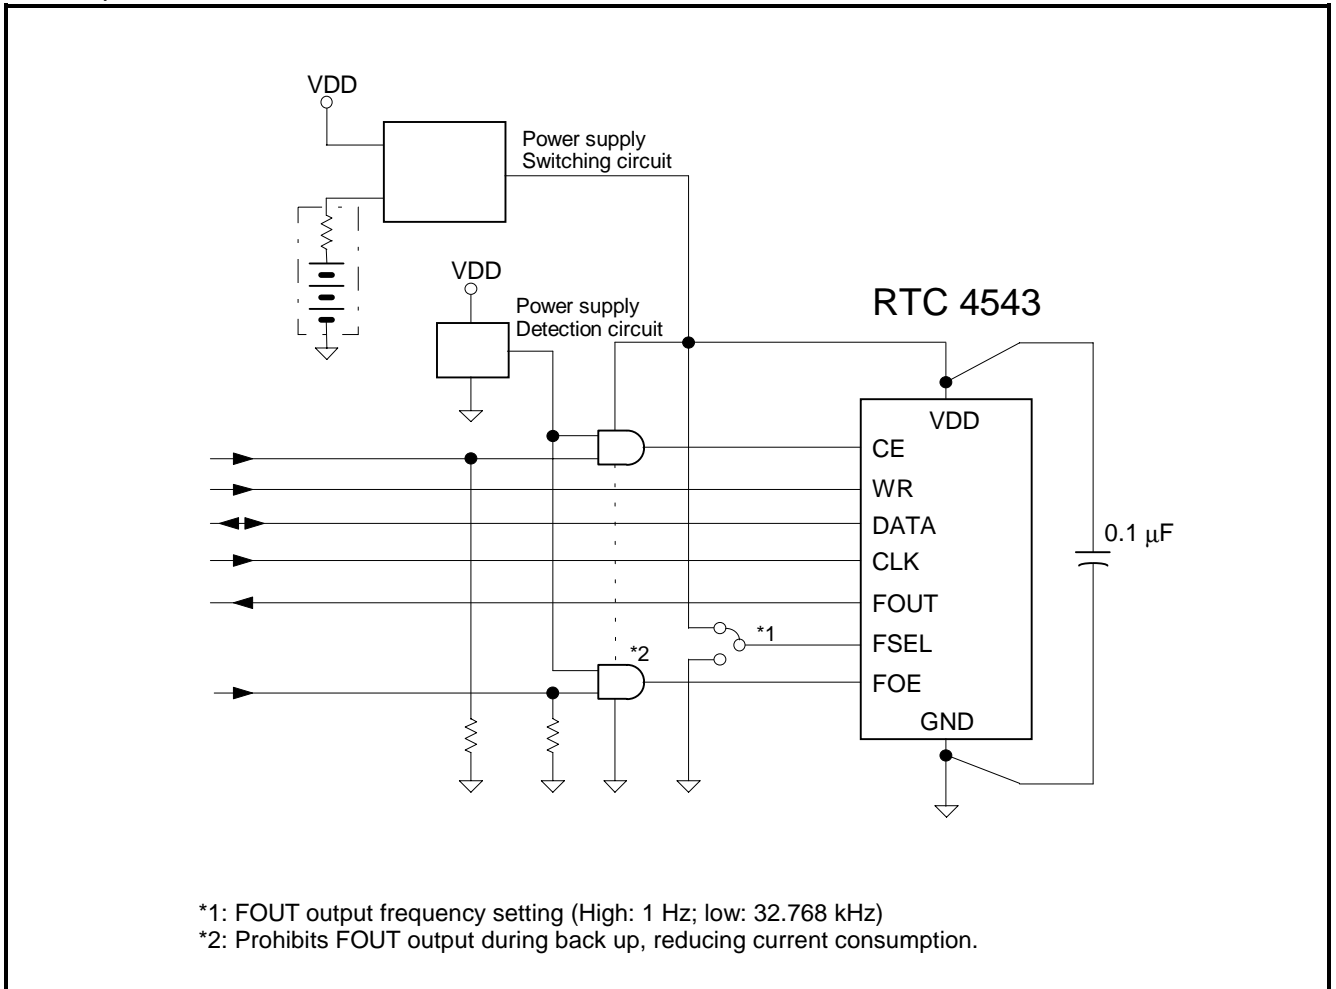 VDD
Power supply
Switching circuit
VDD
Power supply
Detection circuit
RTC 4543
VDD
CE
WR
DATA
0.1 μF
CLK
FOUT
*1
FSEL
*2
FOE
GND
*1: FOUT output frequency setting (High: 1 Hz; low: 32.768 kHz)
*2: Prohibits FOUT output during back up, reducing current consumption.